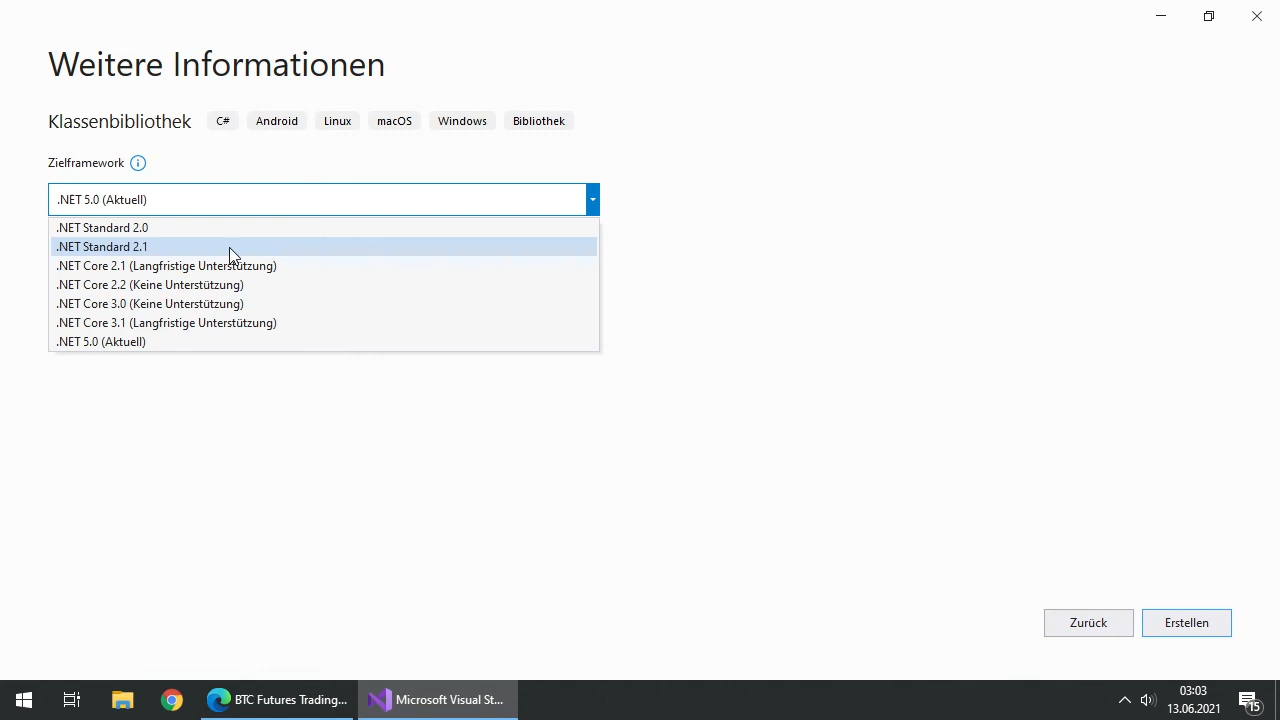 Weitere Informationen
Klassenbibliothek C# Android Linux macOS Windows Bibliothek
Zielframework
.NET 5.0 (Aktuell)
.NET Standard 2.0
.NET Standard 2.1
.NET Core 2.1 (Langfristige Unterstützung)
.NET Core 2.2 (Keine Unterstützung)
.NET Core 3.0 (Keine Unterstützung)
.NET Core 3.1 (Langfristige Unterstützung)
.NET 5.0 (Aktuell)
Zurück Erstellen
BTC Futures Trading... Microsoft Visual St... 03:03
13.06.2021 15